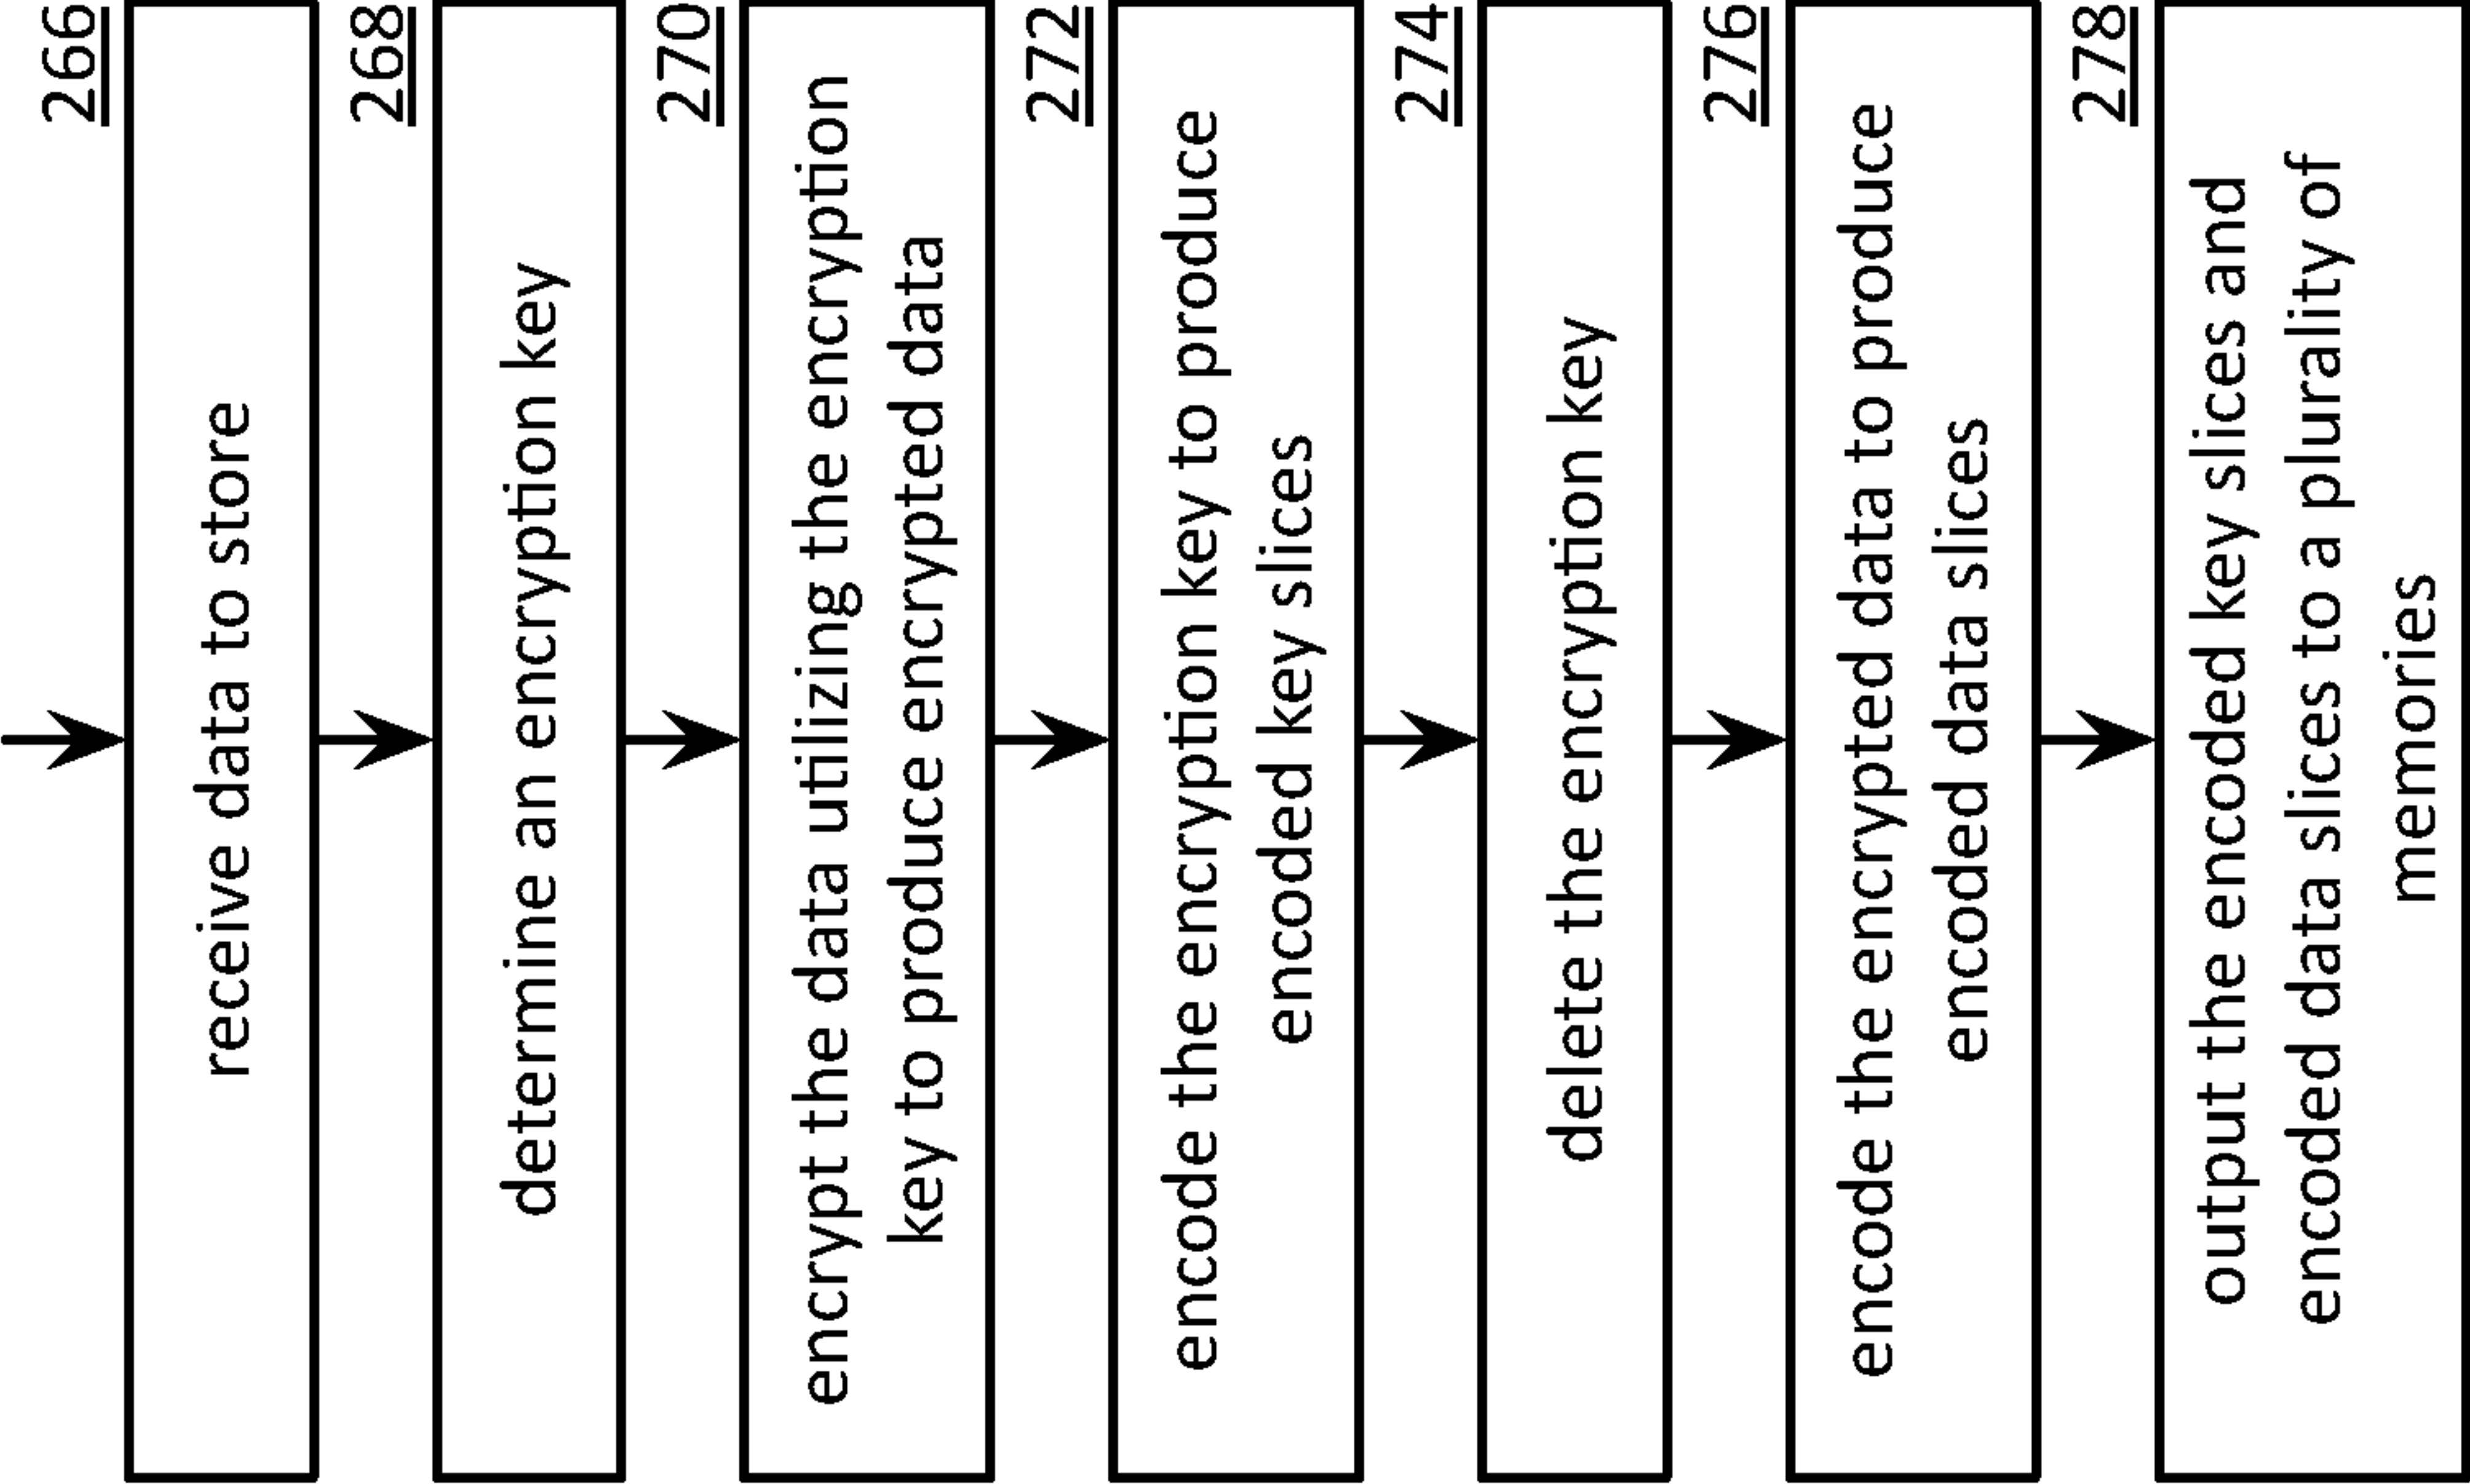 266
receive data to store
268
determine an encryption key
270
encrypt the data utilizing the encryption
key to produce encrypted data
272
encode the encryption key to produce
encoded key slices
274
delete the encryption key
276
encode the encrypted data to produce
encoded data slices
278
output the encoded key slices and
encoded data slices to a plurality of
memories